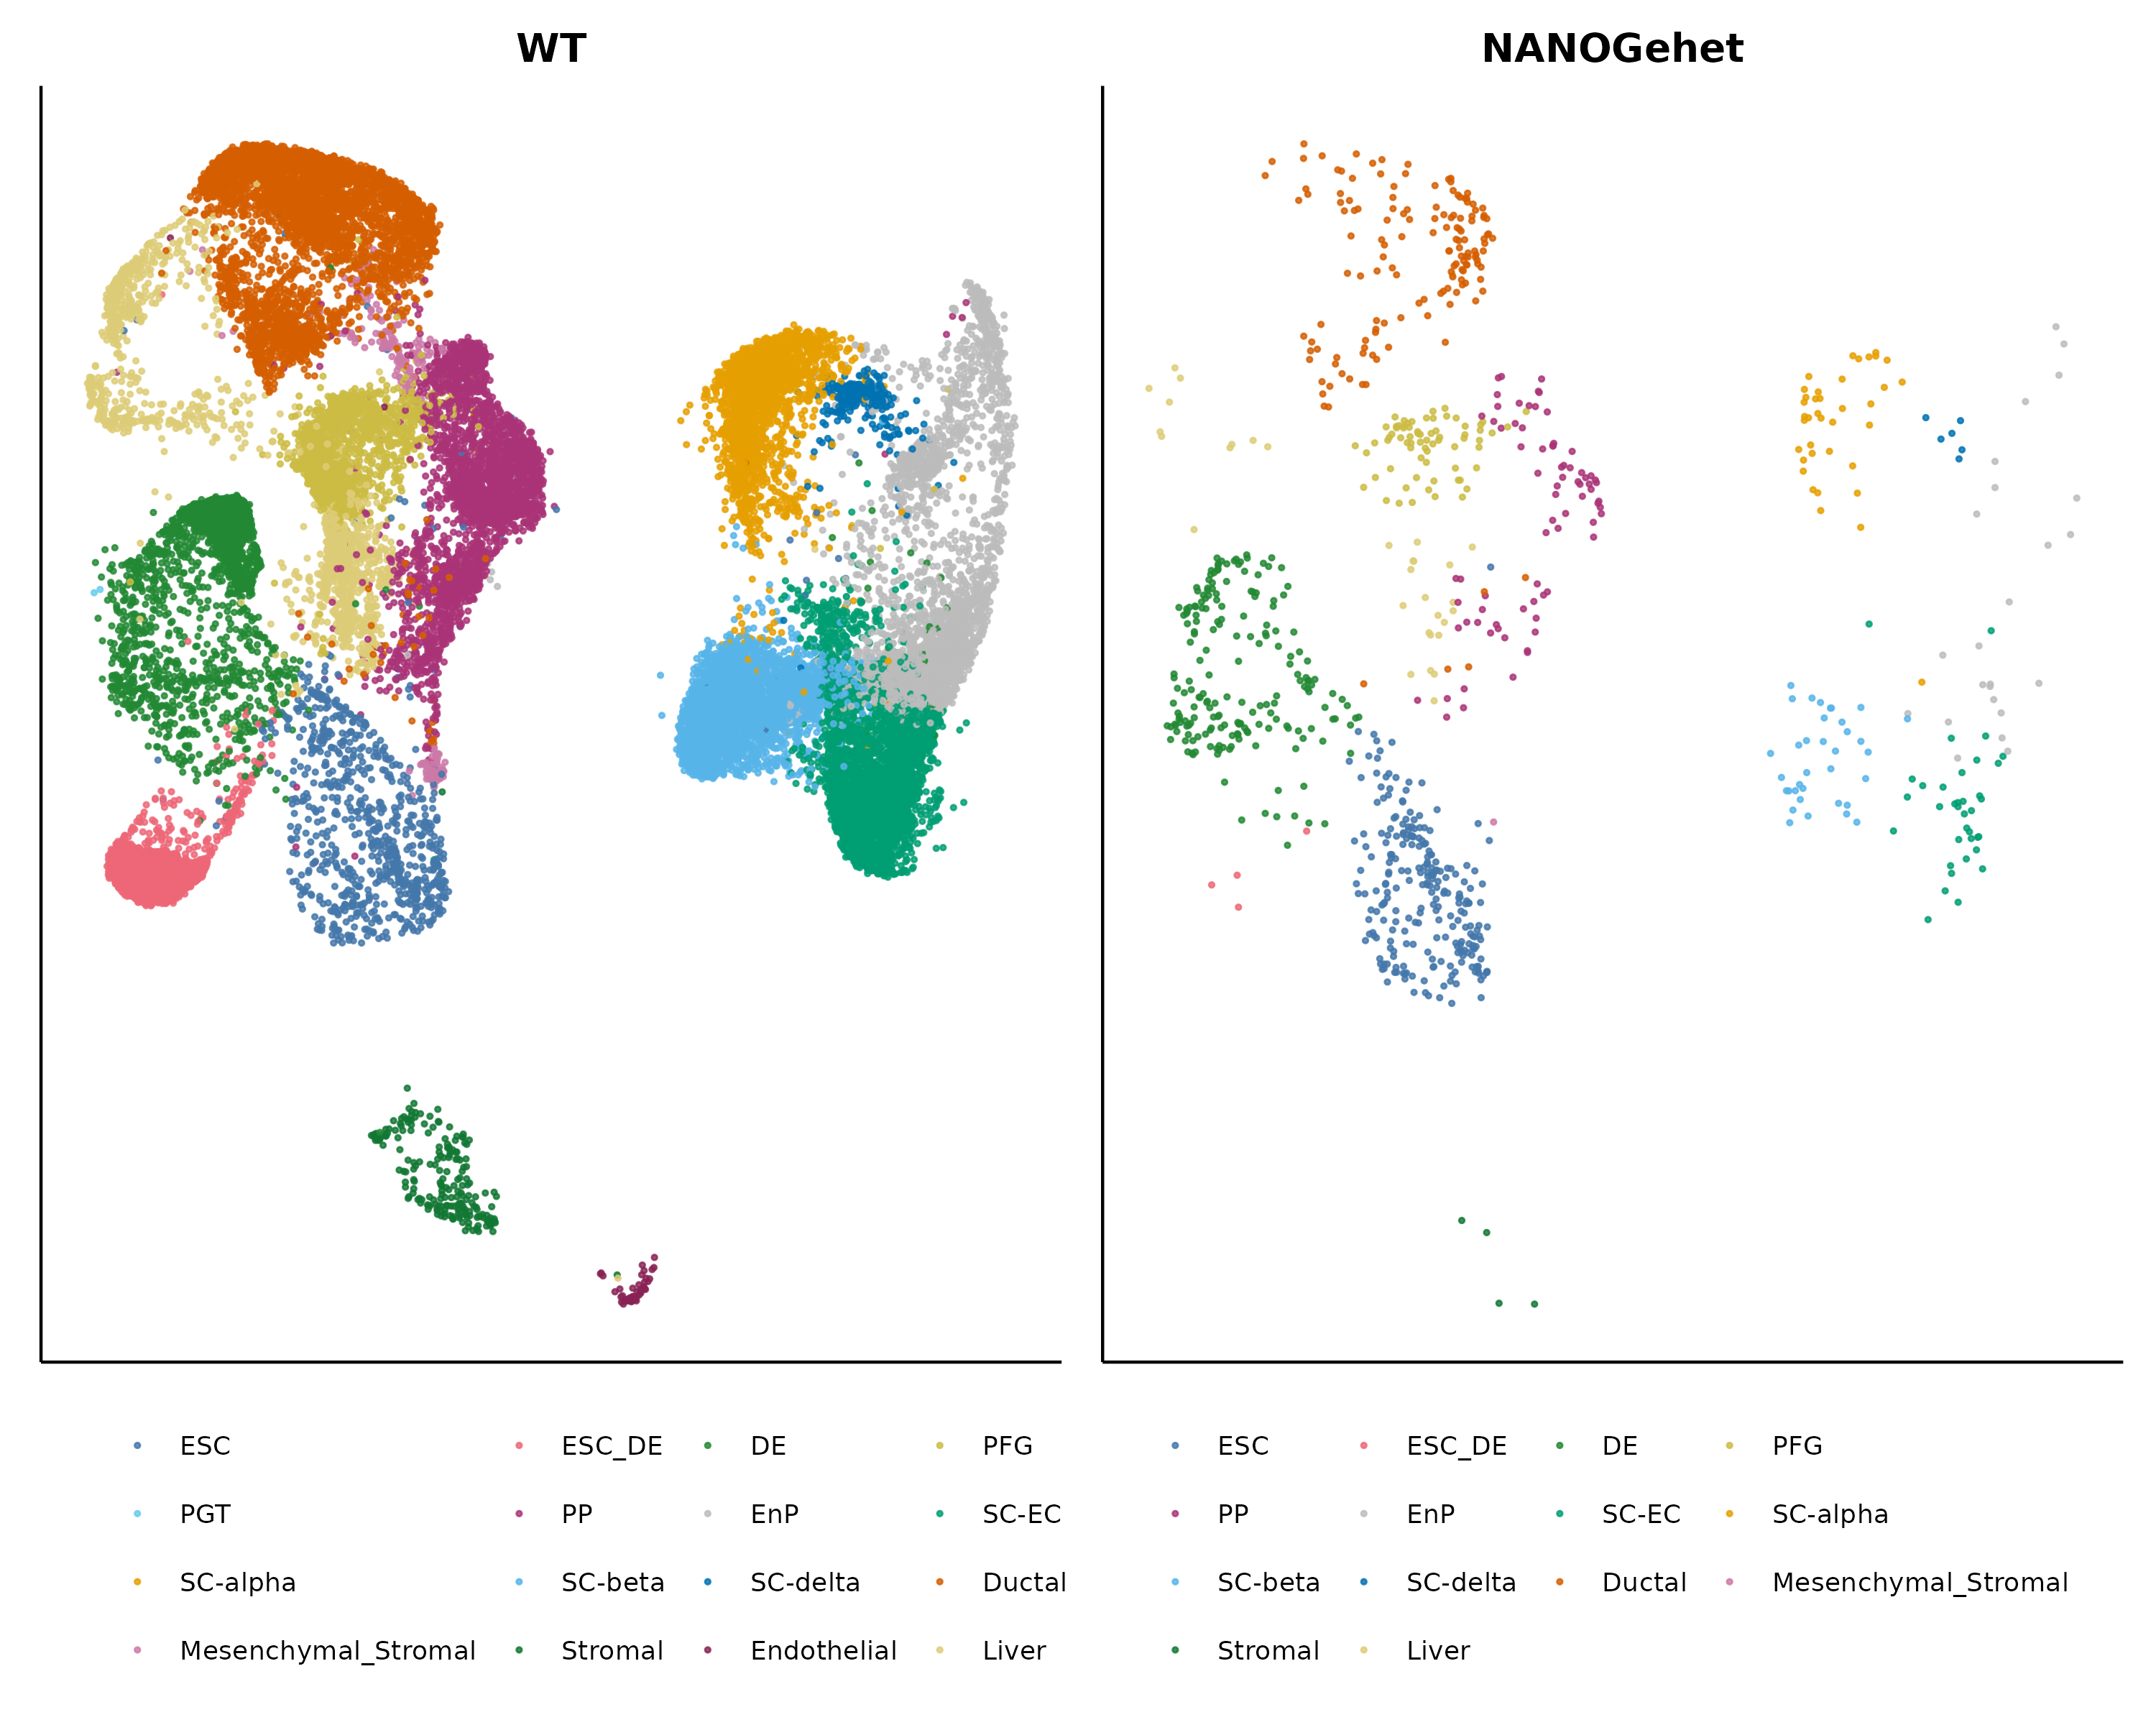 WT
NANOGehet
ESC ESC_DE DE PFG
PGT PP EnP SC-EC
SC-alpha SC-beta SC-delta Ductal
Mesenchymal_Stromal Stromal Endothelial Liver
ESC ESC_DE DE PFG
PP EnP SC-EC SC-alpha
SC-beta SC-delta Ductal Mesenchymal_Stromal
Stromal Liver